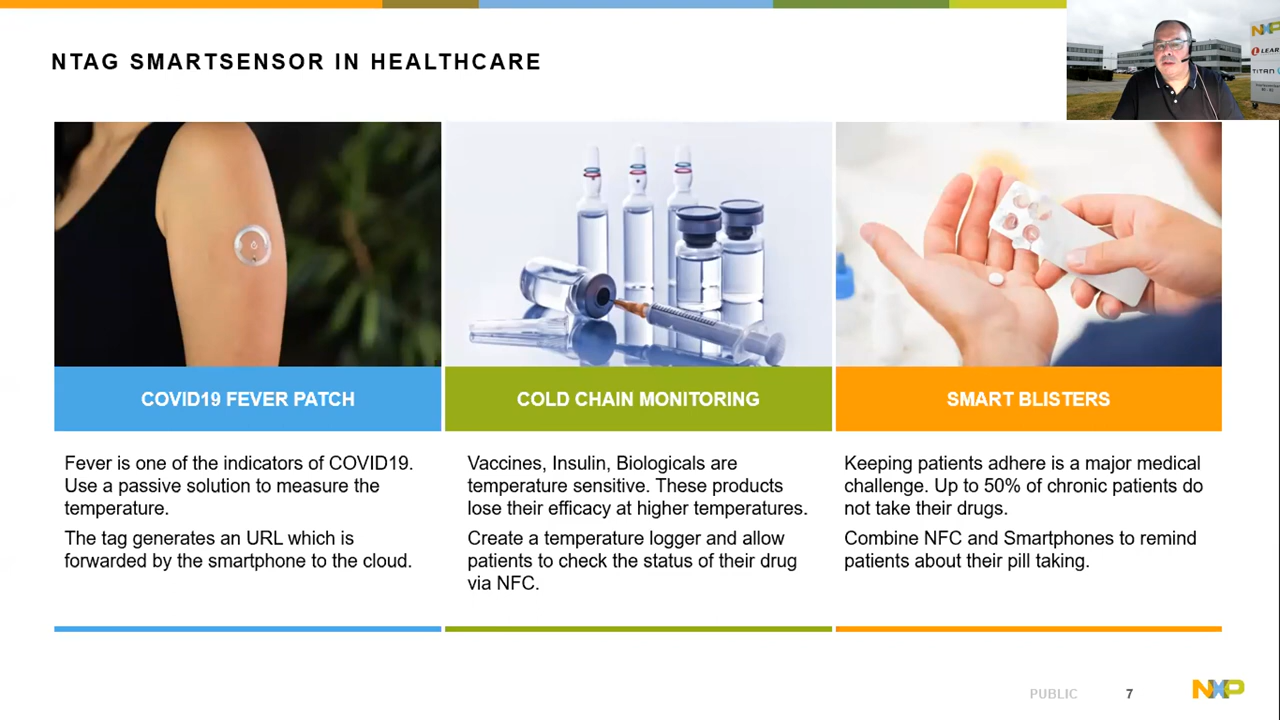 NTAG SMARTSENSOR IN HEALTHCARE
NXP
LEAR
TITAN
COVID19 FEVER PATCH
COLD CHAIN MONITORING
SMART BLISTERS
Fever is one of the indicators of COVID19.
Use a passive solution to measure the
temperature.
The tag generates an URL which is
forwarded by the smartphone to the cloud.
Vaccines, Insulin, Biologicals are
temperature sensitive. These products
lose their efficacy at higher temperatures.
Create a temperature logger and allow
patients to check the status of their drug
via NFC.
Keeping patients adhere is a major medical
challenge. Up to 50% of chronic patients do
not take their drugs.
Combine NFC and Smartphones to remind
patients about their pill taking.
PUBLIC
7
NXP